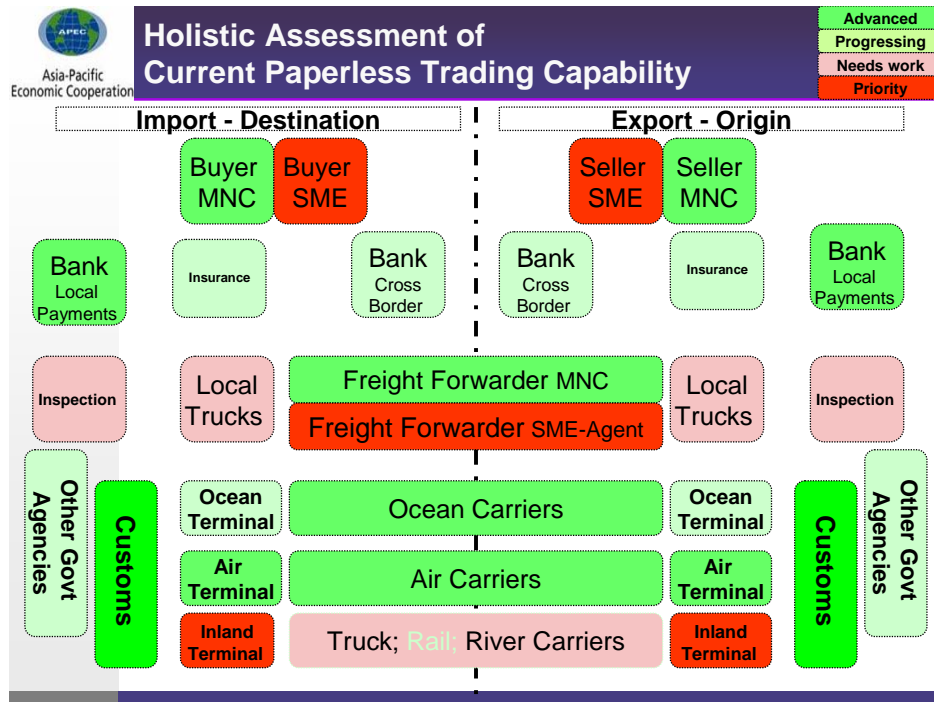 APEC
Asia-Pacific
Economic Cooperation
Holistic Assessment of
Current Paperless Trading Capability
Advanced
Progressing
Needs work
Priority
Import - Destination
Export - Origin
Buyer
MNC
Buyer
SME
Seller
SME
Seller
MNC
Bank
Local
Payments
Insurance
Bank
Cross
Border
Bank
Cross
Border
Insurance
Bank
Local
Payments
Inspection
Local
Trucks
Freight Forwarder MNC
Freight Forwarder SME-Agent
Local
Trucks
Inspection
Other Govt
Agencies
Customs
Ocean
Terminal
Ocean Carriers
Ocean
Terminal
Air
Terminal
Air Carriers
Air
Terminal
Inland
Terminal
Truck; Rail; River Carriers
Inland
Terminal
Customs
Other Govt
Agencies